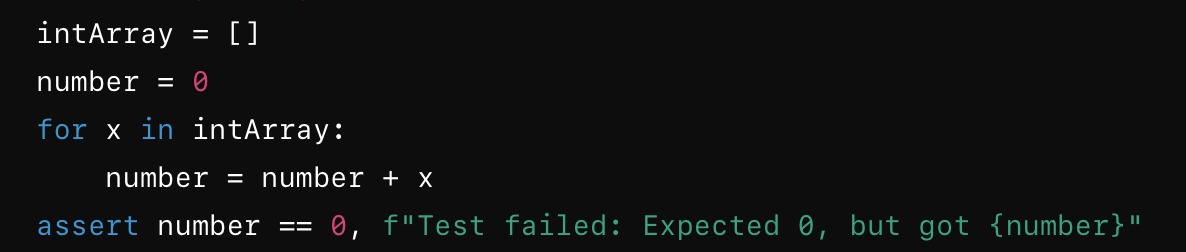 intArray = []
number = 0
for x in intArray:
    number = number + x
assert number == 0, f"Test failed: Expected 0, but got {number}"